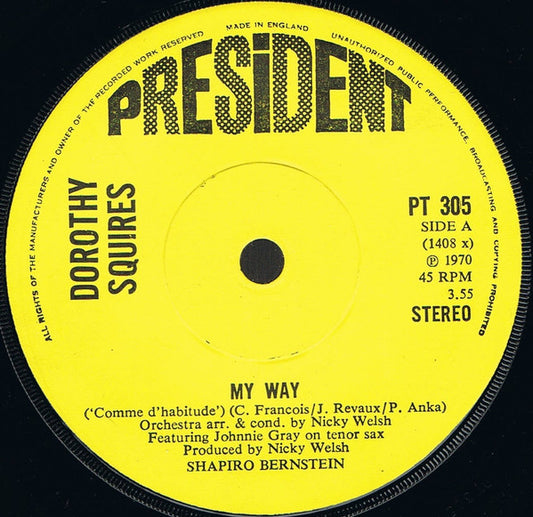 ALL RIGHTS OF THE MANUFACTURERS AND OWNER OF THE RECORDED WORK RESERVED
MADE IN ENGLAND
UNAUTHORIZED PUBLIC PERFORMANCE, BROADCASTING AND COPYING PROHIBITED
PRESiDENT
DOROTHY
SQUIRES
PT 305
SIDE A
(1408 x)
℗ 1970
45 RPM
3.55
STEREO
MY WAY
('Comme d'habitude') (C. Francois/J. Revaux/P. Anka)
Orchestra arr. & cond. by Nicky Welsh
Featuring Johnnie Gray on tenor sax
Produced by Nicky Welsh
SHAPIRO BERNSTEIN